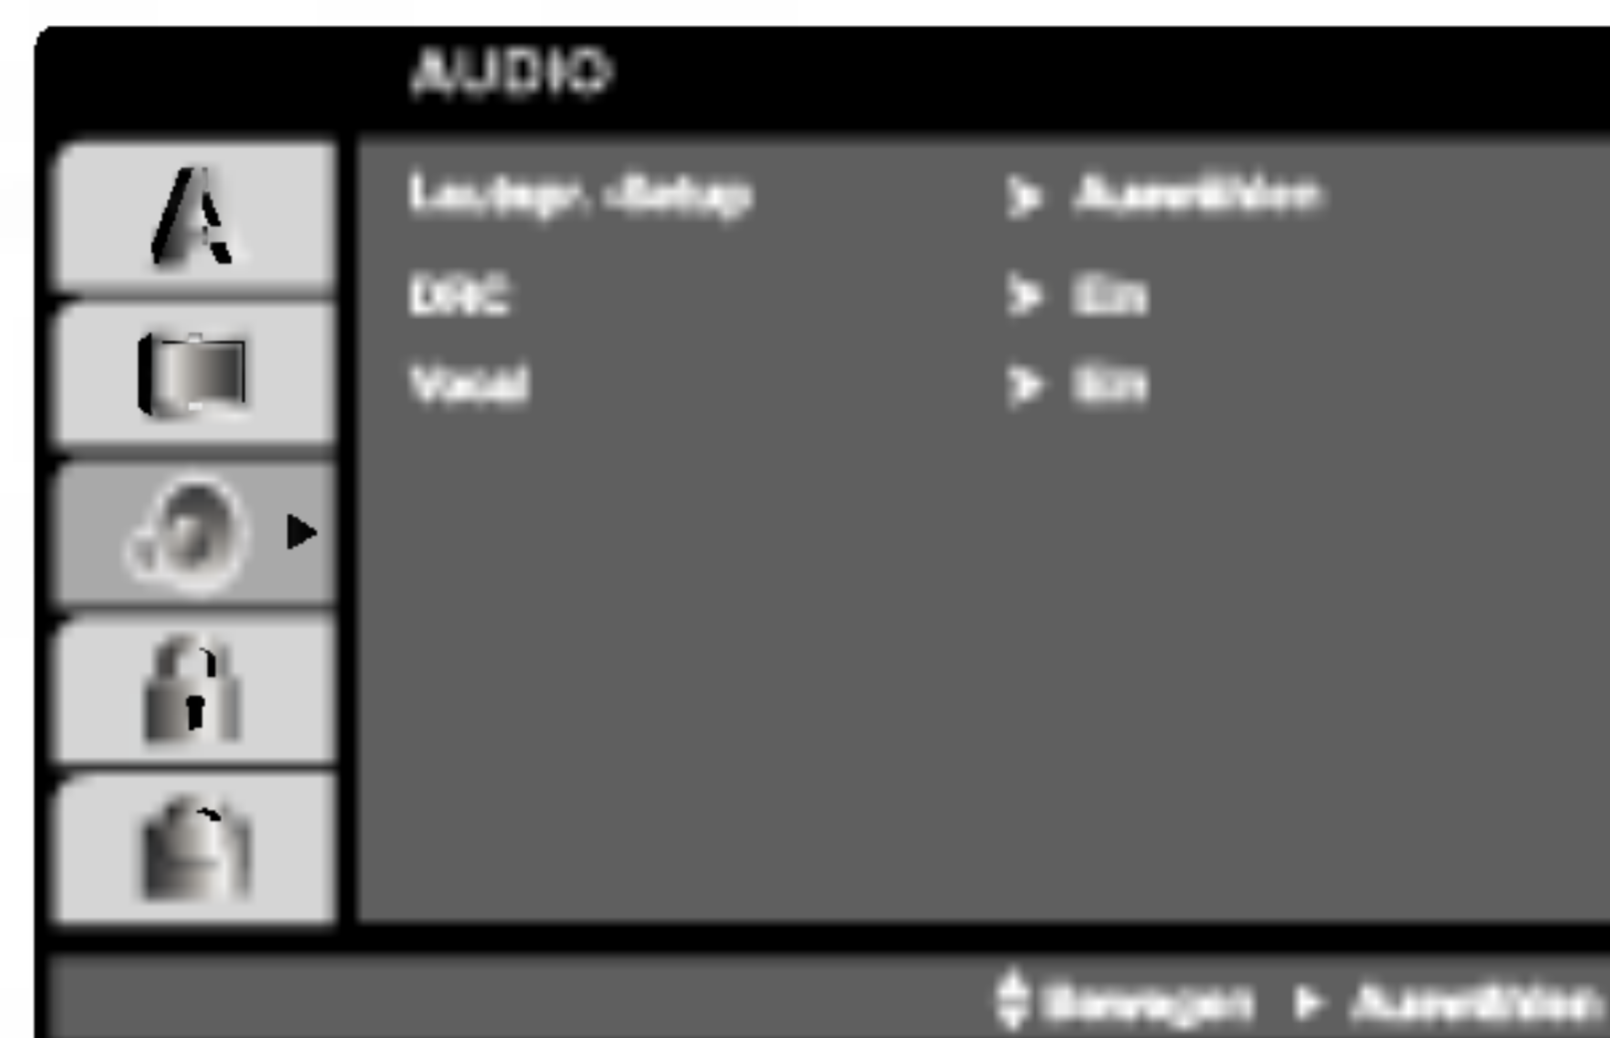 AUDIO
Lautspr.-Setup > Auswählen
DRC > Ein
Vocal > Ein
Bewegen Auswählen